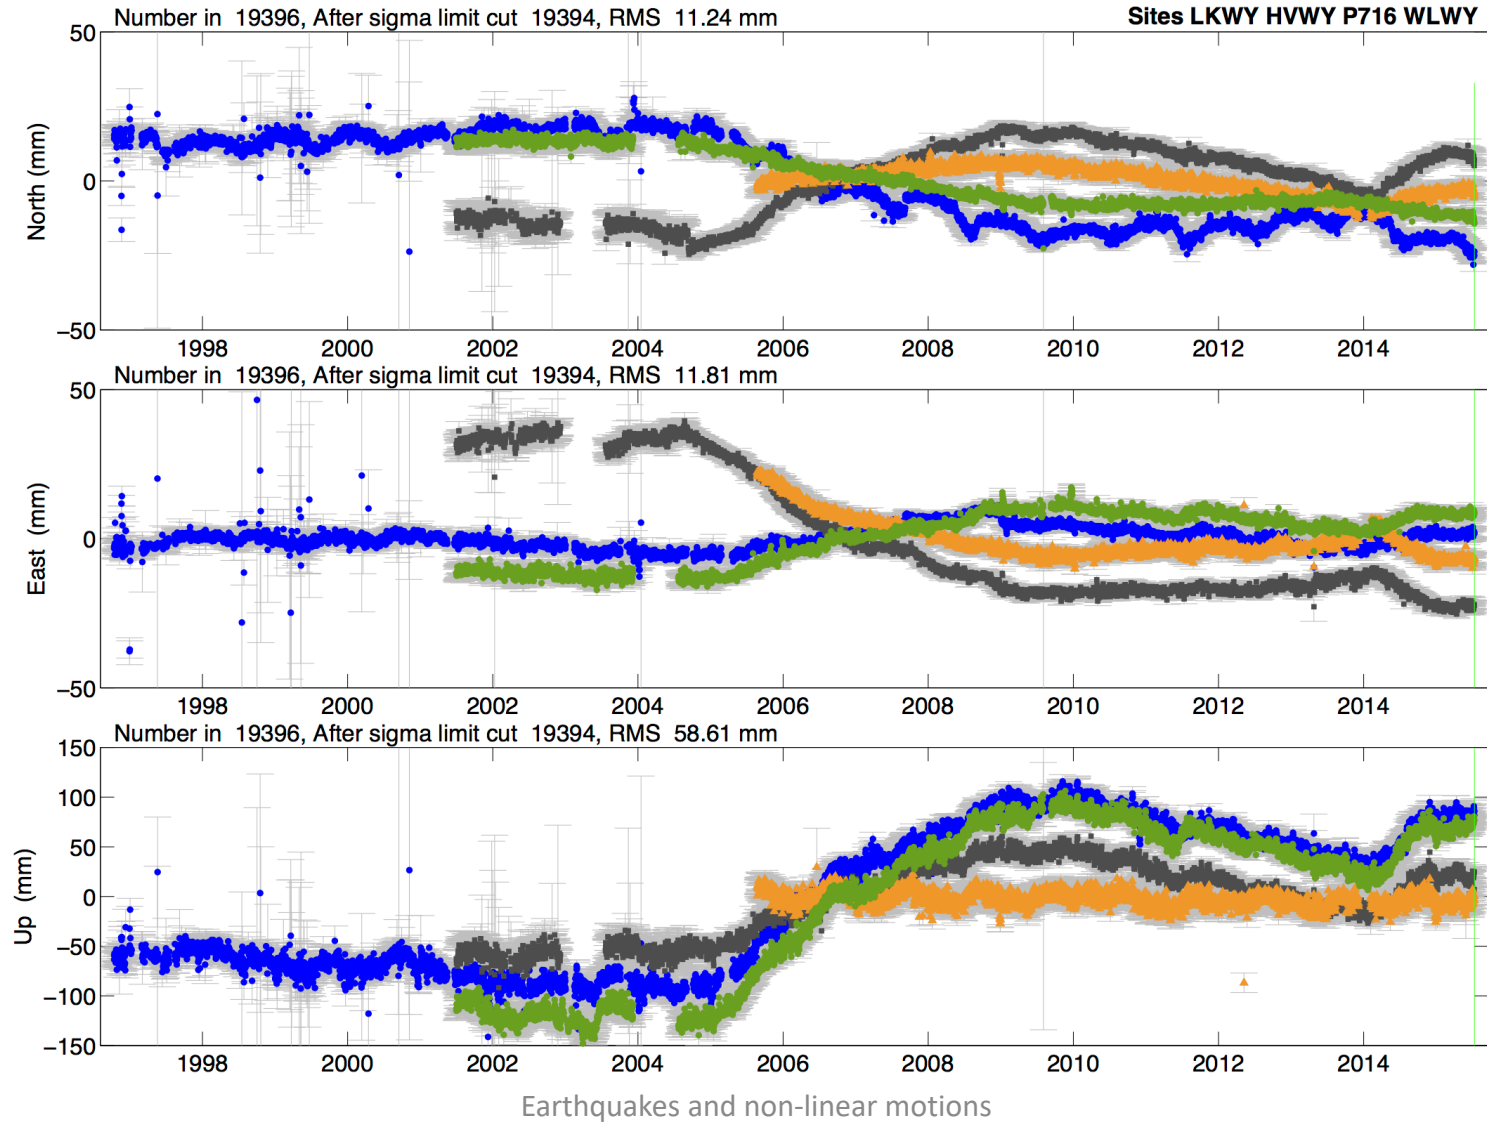 Number in 19396, After sigma limit cut 19394, RMS 11.24 mm
Sites LKWY HVWY P716 WLWY
50
0
−50
North (mm)
1998 2000 2002 2004 2006 2008 2010 2012 2014
Number in 19396, After sigma limit cut 19394, RMS 11.81 mm
50
0
−50
East (mm)
1998 2000 2002 2004 2006 2008 2010 2012 2014
Number in 19396, After sigma limit cut 19394, RMS 58.61 mm
150
100
50
0
−50
−100
−150
Up (mm)
1998 2000 2002 2004 2006 2008 2010 2012 2014
Earthquakes and non-linear motions